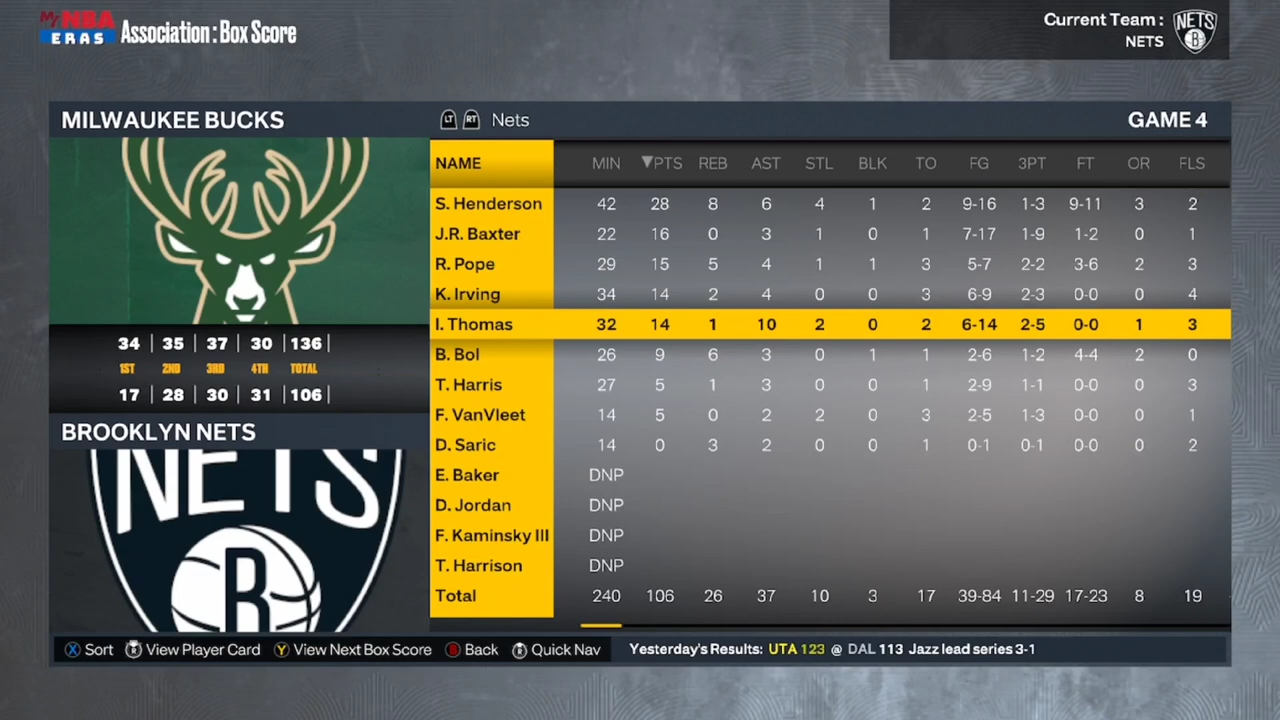 MyNBA ERAS Association : Box Score
Current Team :
NETS
NETS B
MILWAUKEE BUCKS
34 | 35 | 37 | 30 | 136 |
1ST 2ND 3RD 4TH TOTAL
17 | 28 | 30 | 31 | 106 |
BROOKLYN NETS
NETS
B
LT RT Nets GAME 4
NAME MIN ▼PTS REB AST STL BLK TO FG 3PT FT OR FLS
S. Henderson 42 28 8 6 4 1 2 9-16 1-3 9-11 3 2
J.R. Baxter 22 16 0 3 1 0 1 7-17 1-9 1-2 0 1
R. Pope 29 15 5 4 1 1 3 5-7 2-2 3-6 2 3
K. Irving 34 14 2 4 0 0 3 6-9 2-3 0-0 0 4
I. Thomas 32 14 1 10 2 0 2 6-14 2-5 0-0 1 3
B. Bol 26 9 6 3 0 1 1 2-6 1-2 4-4 2 0
T. Harris 27 5 1 3 0 0 1 2-9 1-1 0-0 0 3
F. VanVleet 14 5 0 2 2 0 3 2-5 1-3 0-0 0 1
D. Saric 14 0 3 2 0 0 1 0-1 0-1 0-0 0 2
E. Baker DNP
D. Jordan DNP
F. Kaminsky III DNP
T. Harrison DNP
Total 240 106 26 37 10 3 17 39-84 11-29 17-23 8 19
X Sort R View Player Card Y View Next Box Score B Back R Quick Nav
Yesterday's Results: UTA 123 @ DAL 113 Jazz lead series 3-1